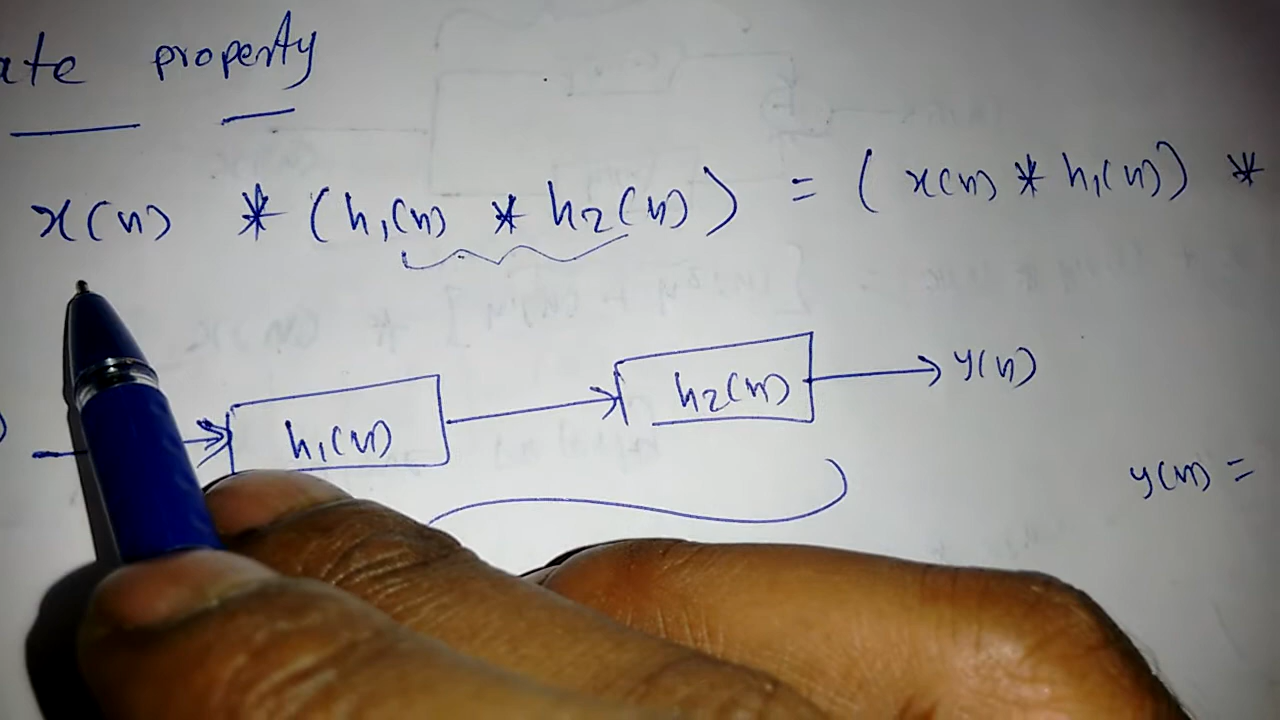 ate property
x(n) * (h1(n) * h2(n)) = (x(n) * h1(n)) *
h1(n) h2(n) y(n)
y(n) =